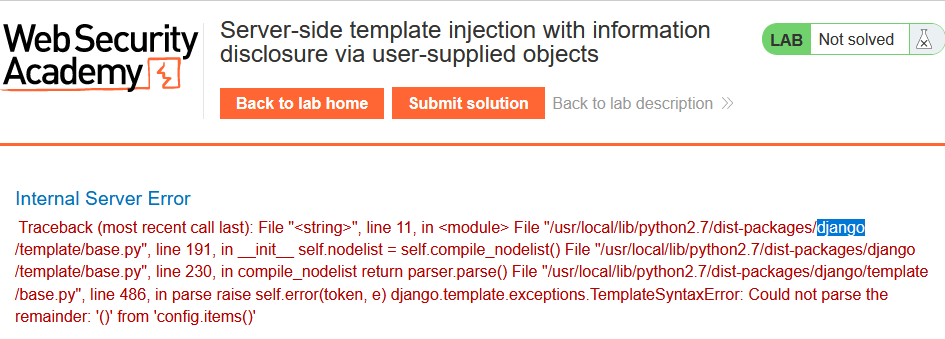 WebSecurity
Academy
Server-side template injection with information
disclosure via user-supplied objects
LAB Not solved
Back to lab home Submit solution Back to lab description
Internal Server Error
Traceback (most recent call last): File "<string>", line 11, in <module> File "/usr/local/lib/python2.7/dist-packages/django
/template/base.py", line 191, in __init__ self.nodelist = self.compile_nodelist() File "/usr/local/lib/python2.7/dist-packages/django
/template/base.py", line 230, in compile_nodelist return parser.parse() File "/usr/local/lib/python2.7/dist-packages/django/template
/base.py", line 486, in parse raise self.error(token, e) django.template.exceptions.TemplateSyntaxError: Could not parse the
remainder: '()' from 'config.items()'